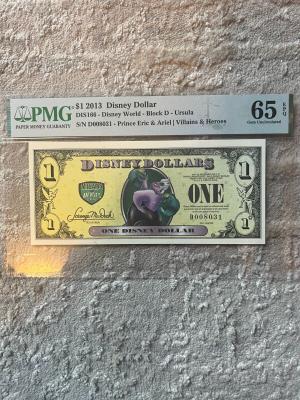 PMG
PAPER MONEY GUARANTY
$1 2013 Disney Dollar
DIS166 - Disney World - Block D - Ursula
S/N D008031 - Prince Eric & Ariel | Villains & Heroes
65 EPQ
Gem Uncirculated
1 DISNEY DOLLARS 1
ONE
D008031
1 ONE DISNEY DOLLAR 1